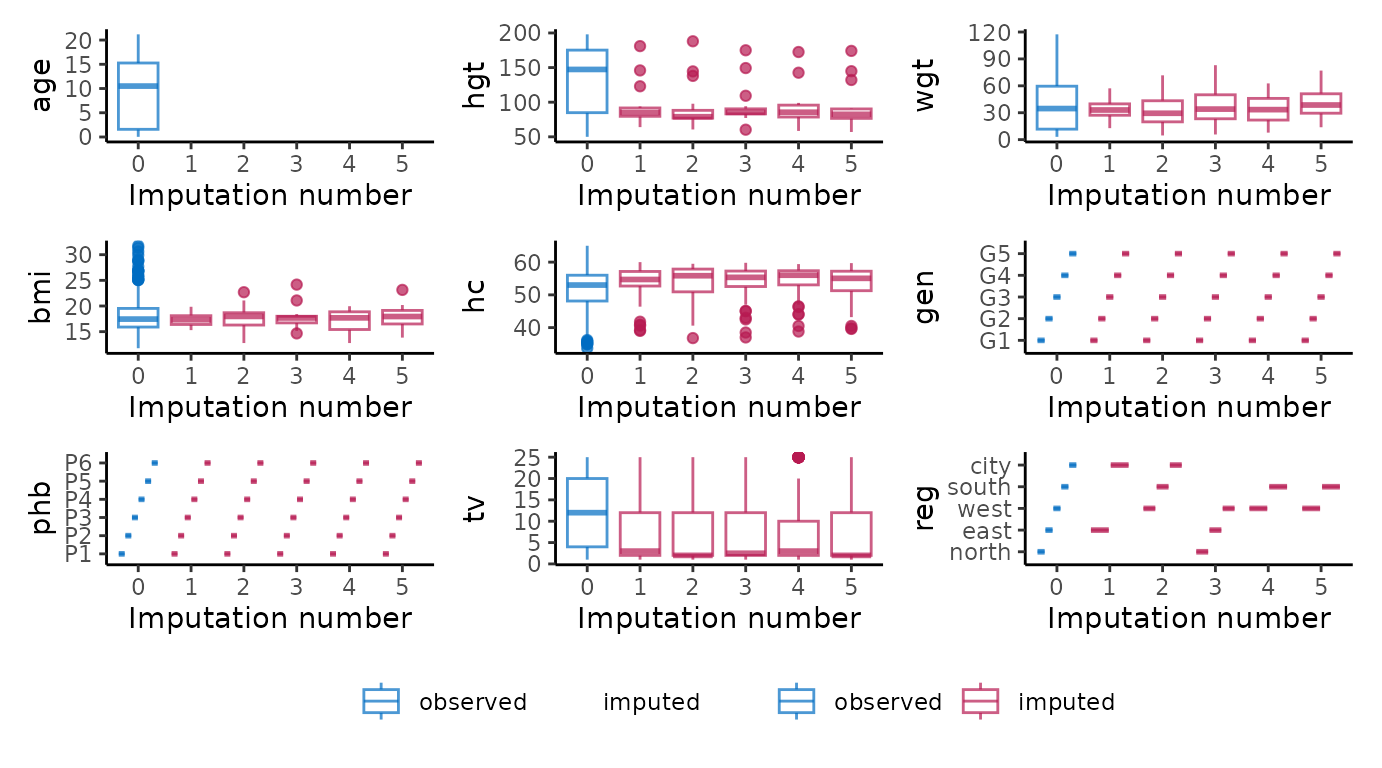 age
20
15
10
5
0
0 1 2 3 4 5
Imputation number
hgt
200
150
100
50
0 1 2 3 4 5
Imputation number
wgt
120
90
60
30
0
0 1 2 3 4 5
Imputation number
bmi
30
25
20
15
0 1 2 3 4 5
Imputation number
hc
60
50
40
0 1 2 3 4 5
Imputation number
gen
G5
G4
G3
G2
G1
0 1 2 3 4 5
Imputation number
phb
P6
P5
P4
P3
P2
P1
0 1 2 3 4 5
Imputation number
tv
25
20
15
10
5
0
0 1 2 3 4 5
Imputation number
reg
city
south
west
east
north
0 1 2 3 4 5
Imputation number
observed imputed observed imputed